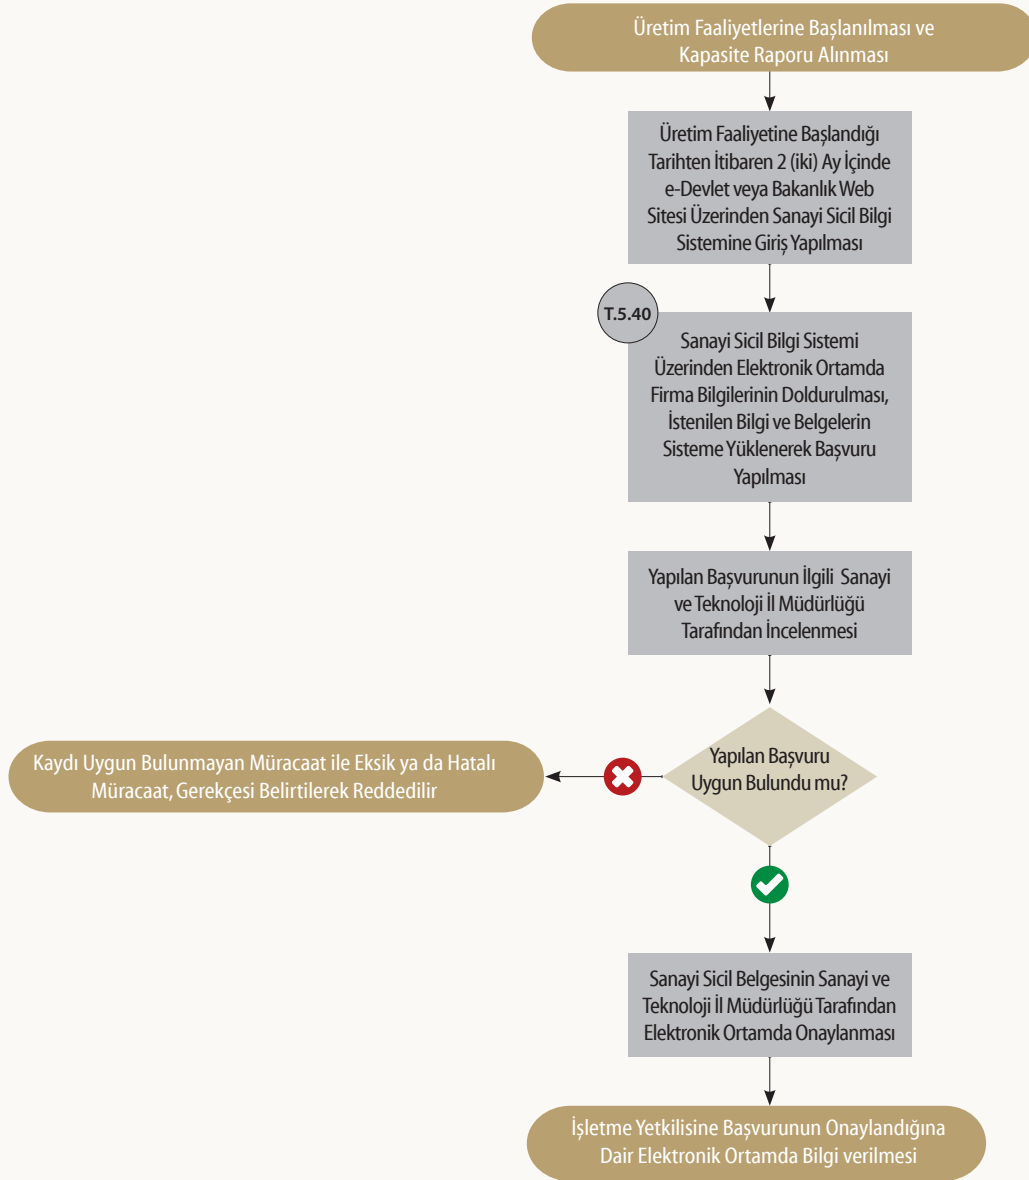 Üretim Faaliyetlerine Başlanılması ve
Kapasite Raporu Alınması
Üretim Faaliyetine Başlandığı
Tarihten İtibaren 2 (iki) Ay İçinde
e-Devlet veya Bakanlık Web
Sitesi Üzerinden Sanayi Sicil Bilgi
Sistemine Giriş Yapılması
T.5.40
Sanayi Sicil Bilgi Sistemi
Üzerinden Elektronik Ortamda
Firma Bilgilerinin Doldurulması,
İstenilen Bilgi ve Belgelerin
Sisteme Yüklenerek Başvuru
Yapılması
Yapılan Başvurunun İlgili Sanayi
ve Teknoloji İl Müdürlüğü
Tarafından İncelenmesi
Yapılan Başvuru
Uygun Bulundu mu?
Kaydı Uygun Bulunmayan Müracaat ile Eksik ya da Hatalı
Müracaat, Gerekçesi Belirtilerek Reddedilir
Sanayi Sicil Belgesinin Sanayi ve
Teknoloji İl Müdürlüğü Tarafından
Elektronik Ortamda Onaylanması
İşletme Yetkilisine Başvurunun Onaylandığına
Dair Elektronik Ortamda Bilgi verilmesi